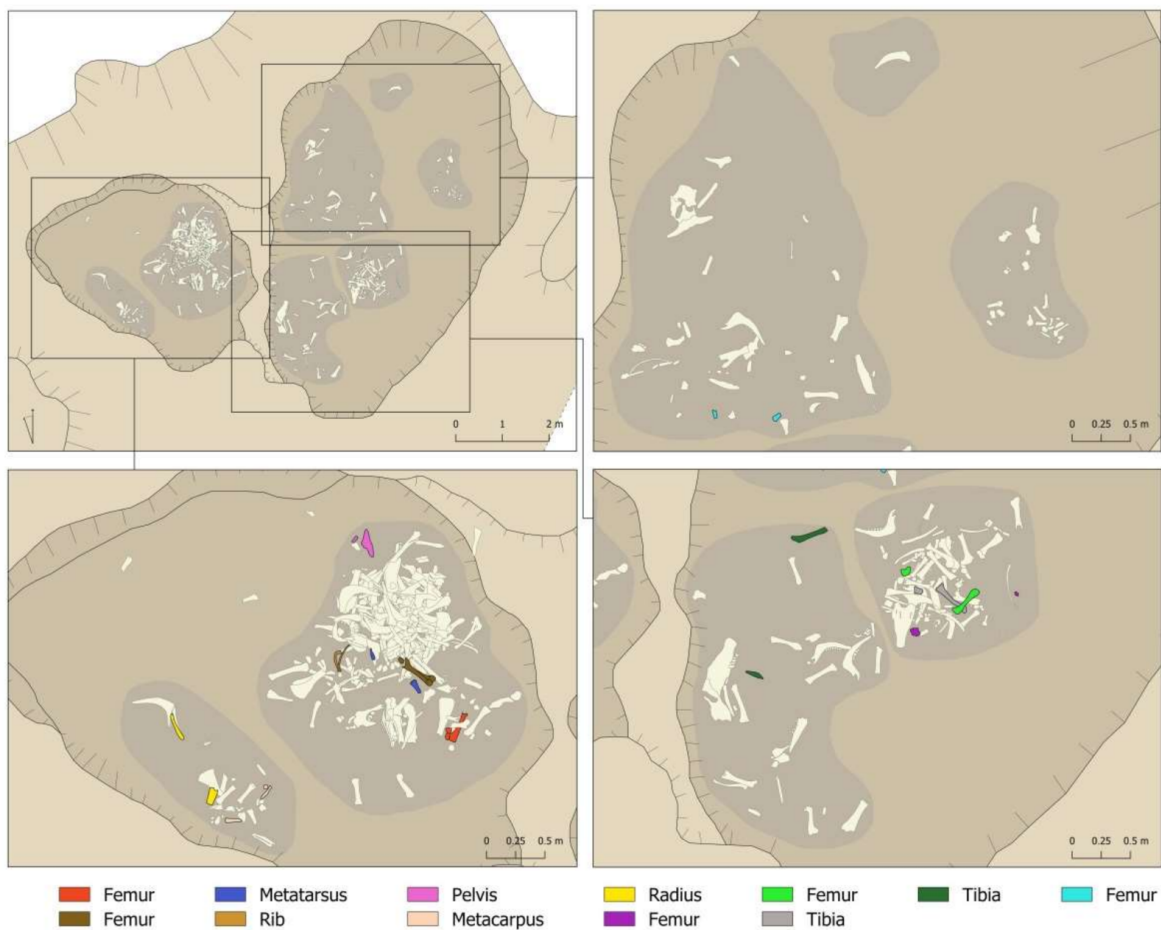 0 1 2 m
0 0.25 0.5 m
0 0.25 0.5 m
0 0.25 0.5 m
Femur Metatarsus Pelvis Radius Femur Tibia Femur
Femur Rib Metacarpus Femur Tibia